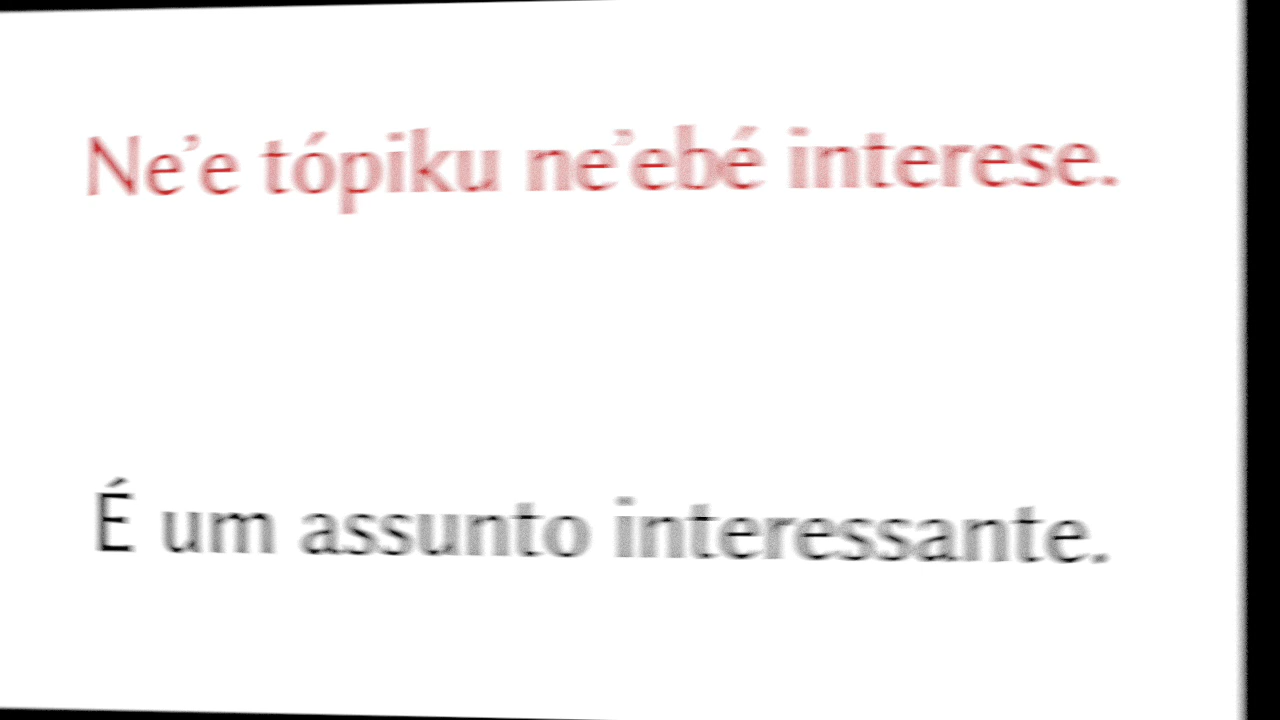 Ne’e tópiku ne’ebé interese.
É um assunto interessante.